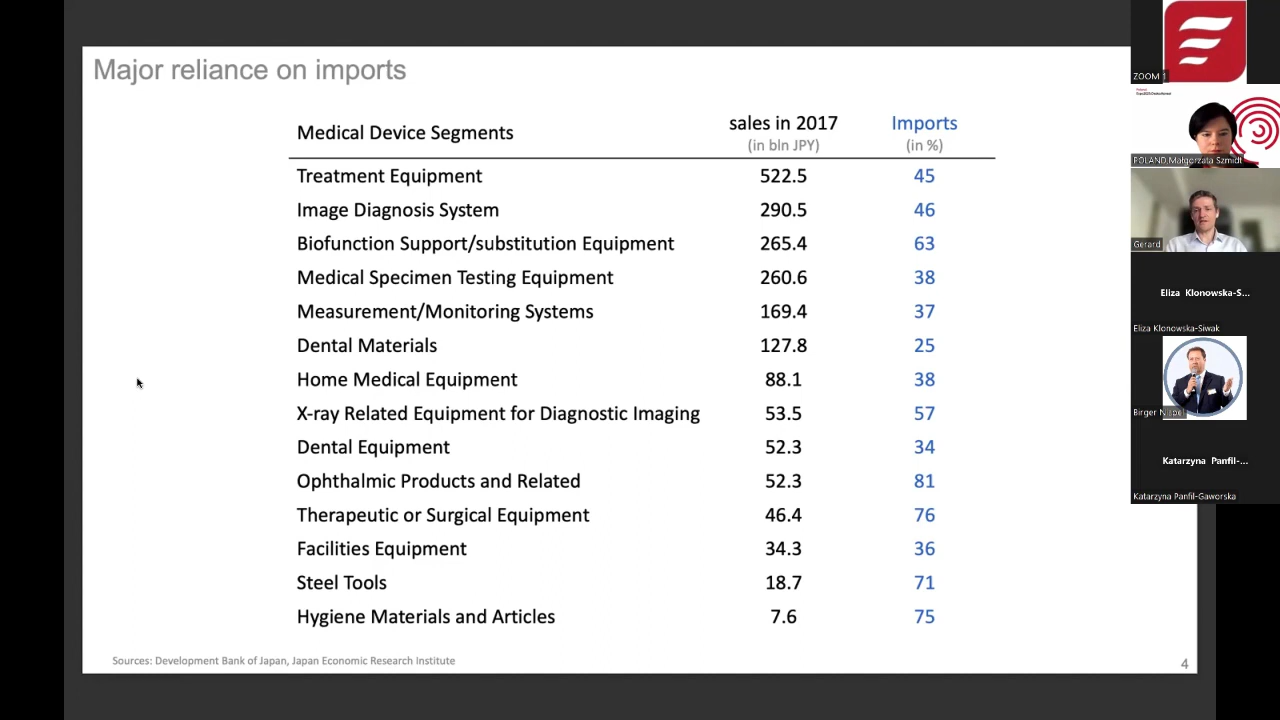 Major reliance on imports
Medical Device Segments sales in 2017 Imports
(in bln JPY) (in %)
Treatment Equipment 522.5 45
Image Diagnosis System 290.5 46
Biofunction Support/substitution Equipment 265.4 63
Medical Specimen Testing Equipment 260.6 38
Measurement/Monitoring Systems 169.4 37
Dental Materials 127.8 25
Home Medical Equipment 88.1 38
X-ray Related Equipment for Diagnostic Imaging 53.5 57
Dental Equipment 52.3 34
Ophthalmic Products and Related 52.3 81
Therapeutic or Surgical Equipment 46.4 76
Facilities Equipment 34.3 36
Steel Tools 18.7 71
Hygiene Materials and Articles 7.6 75
Sources: Development Bank of Japan, Japan Economic Research Institute
4
ZOOM 1
POLAND Małgorzata Szmidt
Gerard
Eliza Klonowska-S...
Eliza Klonowska-Siwak
Birger
Katarzyna Panfil-...
Katarzyna Panfil-Gaworska